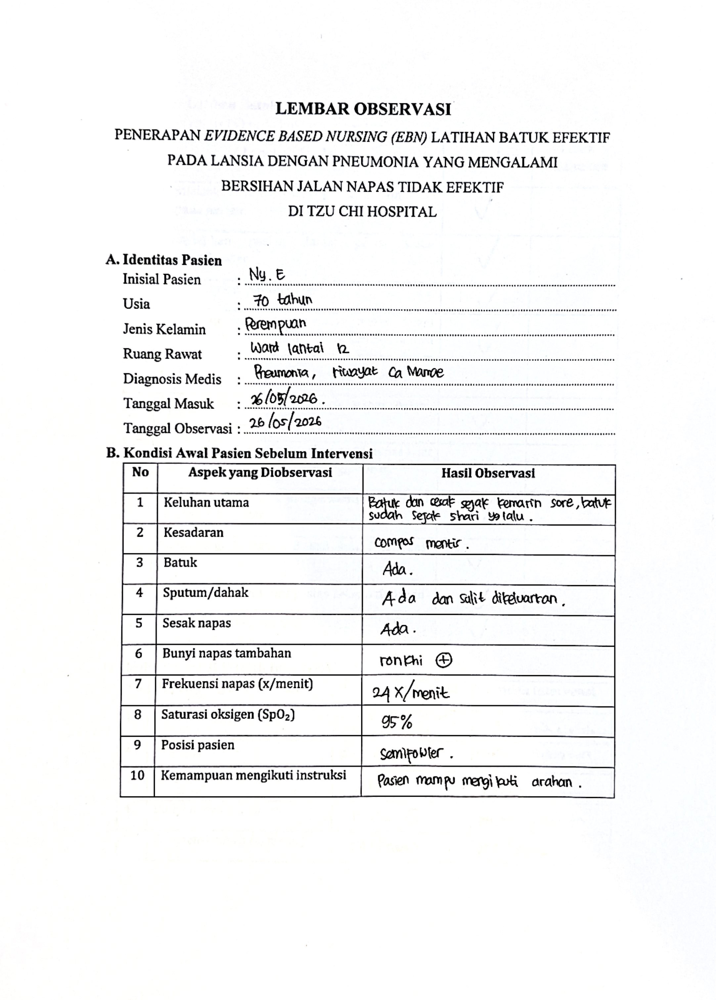 LEMBAR OBSERVASI
PENERAPAN EVIDENCE BASED NURSING (EBN) LATIHAN BATUK EFEKTIF
PADA LANSIA DENGAN PNEUMONIA YANG MENGALAMI
BERSIHAN JALAN NAPAS TIDAK EFEKTIF
DI TZU CHI HOSPITAL
A. Identitas Pasien
Inisial Pasien : Ny. E
Usia : 70 tahun
Jenis Kelamin : Perempuan
Ruang Rawat : Ward lantai 12
Diagnosis Medis : Pneumonia, riwayat Ca Mamae
Tanggal Masuk : 26/05/2026.
Tanggal Observasi : 26/05/2026
B. Kondisi Awal Pasien Sebelum Intervensi
No Aspek yang Diobservasi Hasil Observasi
1 Keluhan utama Batuk dan sesak sejak kemarin sore, batuk
sudah sejak 5hari yg lalu.
2 Kesadaran compos mentis.
3 Batuk Ada.
4 Sputum/dahak Ada dan sulit dikeluarkan.
5 Sesak napas Ada.
6 Bunyi napas tambahan ronkhi ⊕
7 Frekuensi napas (x/menit) 24 x/menit
8 Saturasi oksigen (SpO₂) 95%
9 Posisi pasien semifowler.
10 Kemampuan mengikuti instruksi Pasien mampu mengikuti arahan.